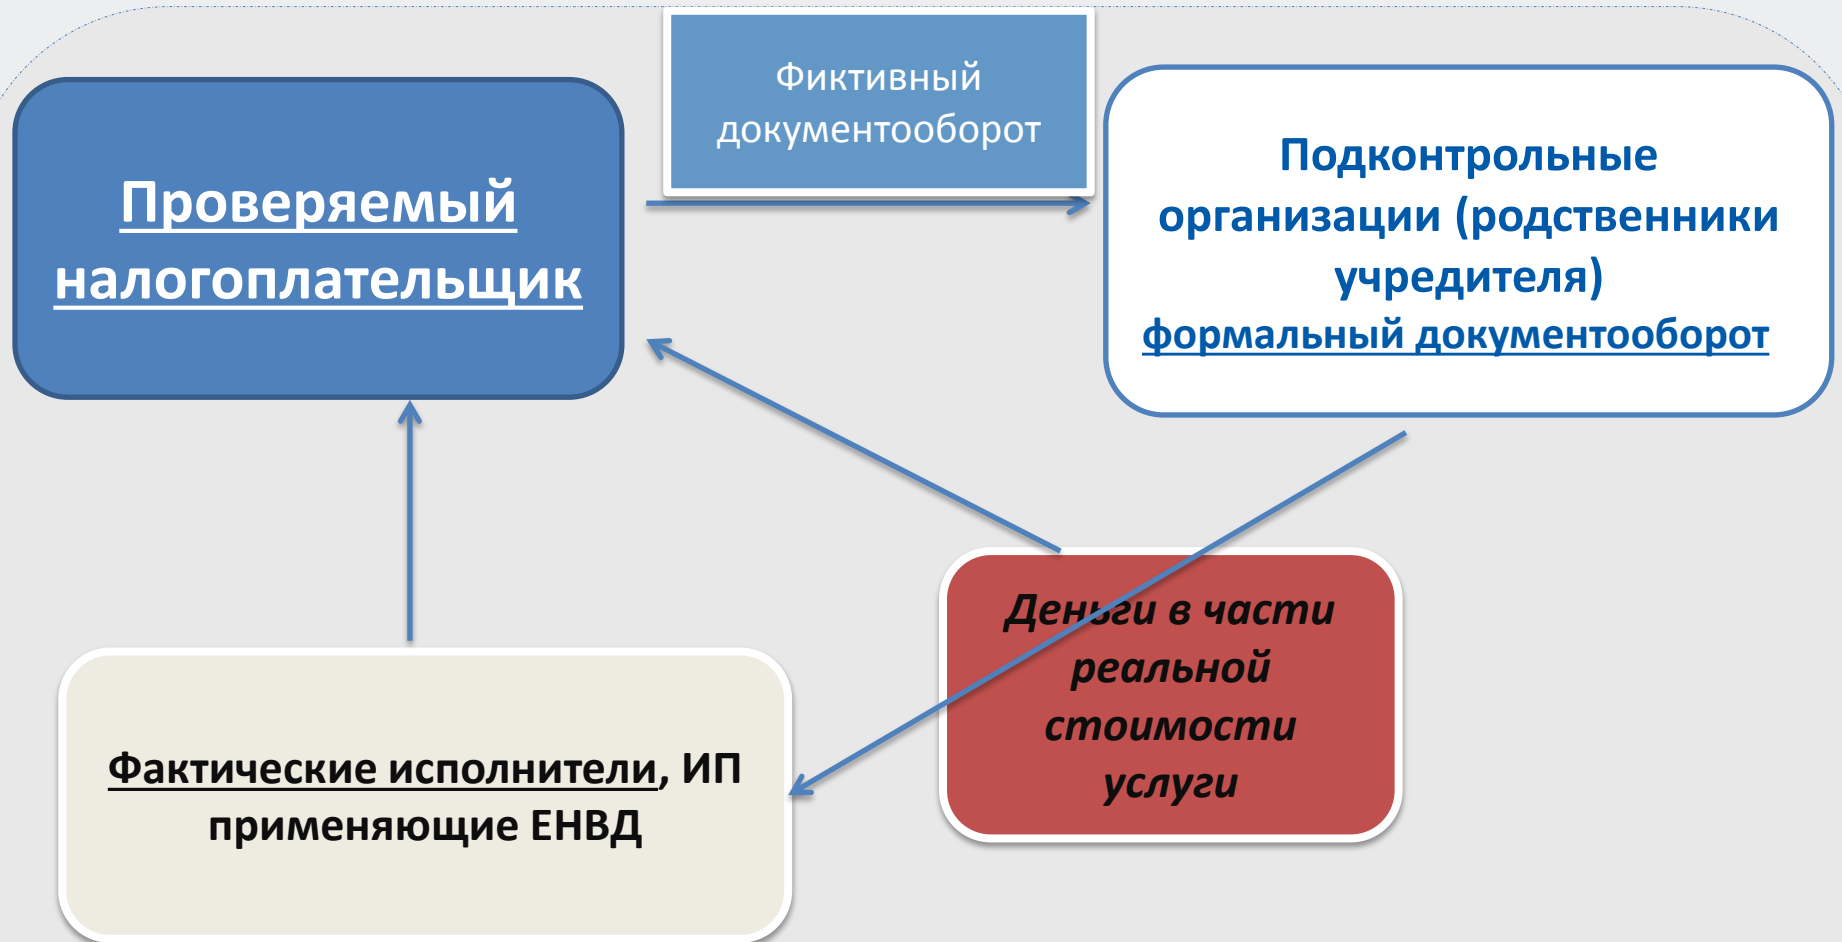 Фиктивный
документооборот
Проверяемый
налогоплательщик
Подконтрольные
организации (родственники
учредителя)
формальный документооборот
Деньги в части
реальной
стоимости
услуги
Фактические исполнители, ИП
применяющие ЕНВД